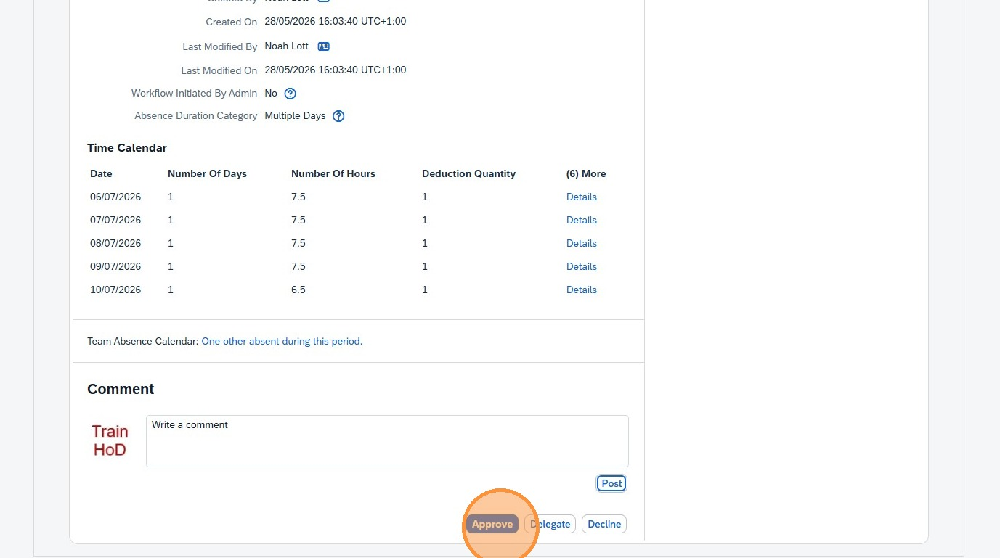 Created By Noah Lott
Created On 28/05/2026 16:03:40 UTC+1:00
Last Modified By Noah Lott
Last Modified On 28/05/2026 16:03:40 UTC+1:00
Workflow Initiated By Admin No
Absence Duration Category Multiple Days
Time Calendar
Date Number Of Days Number Of Hours Deduction Quantity (6) More
06/07/2026 1 7.5 1 Details
07/07/2026 1 7.5 1 Details
08/07/2026 1 7.5 1 Details
09/07/2026 1 7.5 1 Details
10/07/2026 1 6.5 1 Details
Team Absence Calendar: One other absent during this period.
Comment
Train
HoD
Write a comment
Post
Approve Delegate Decline